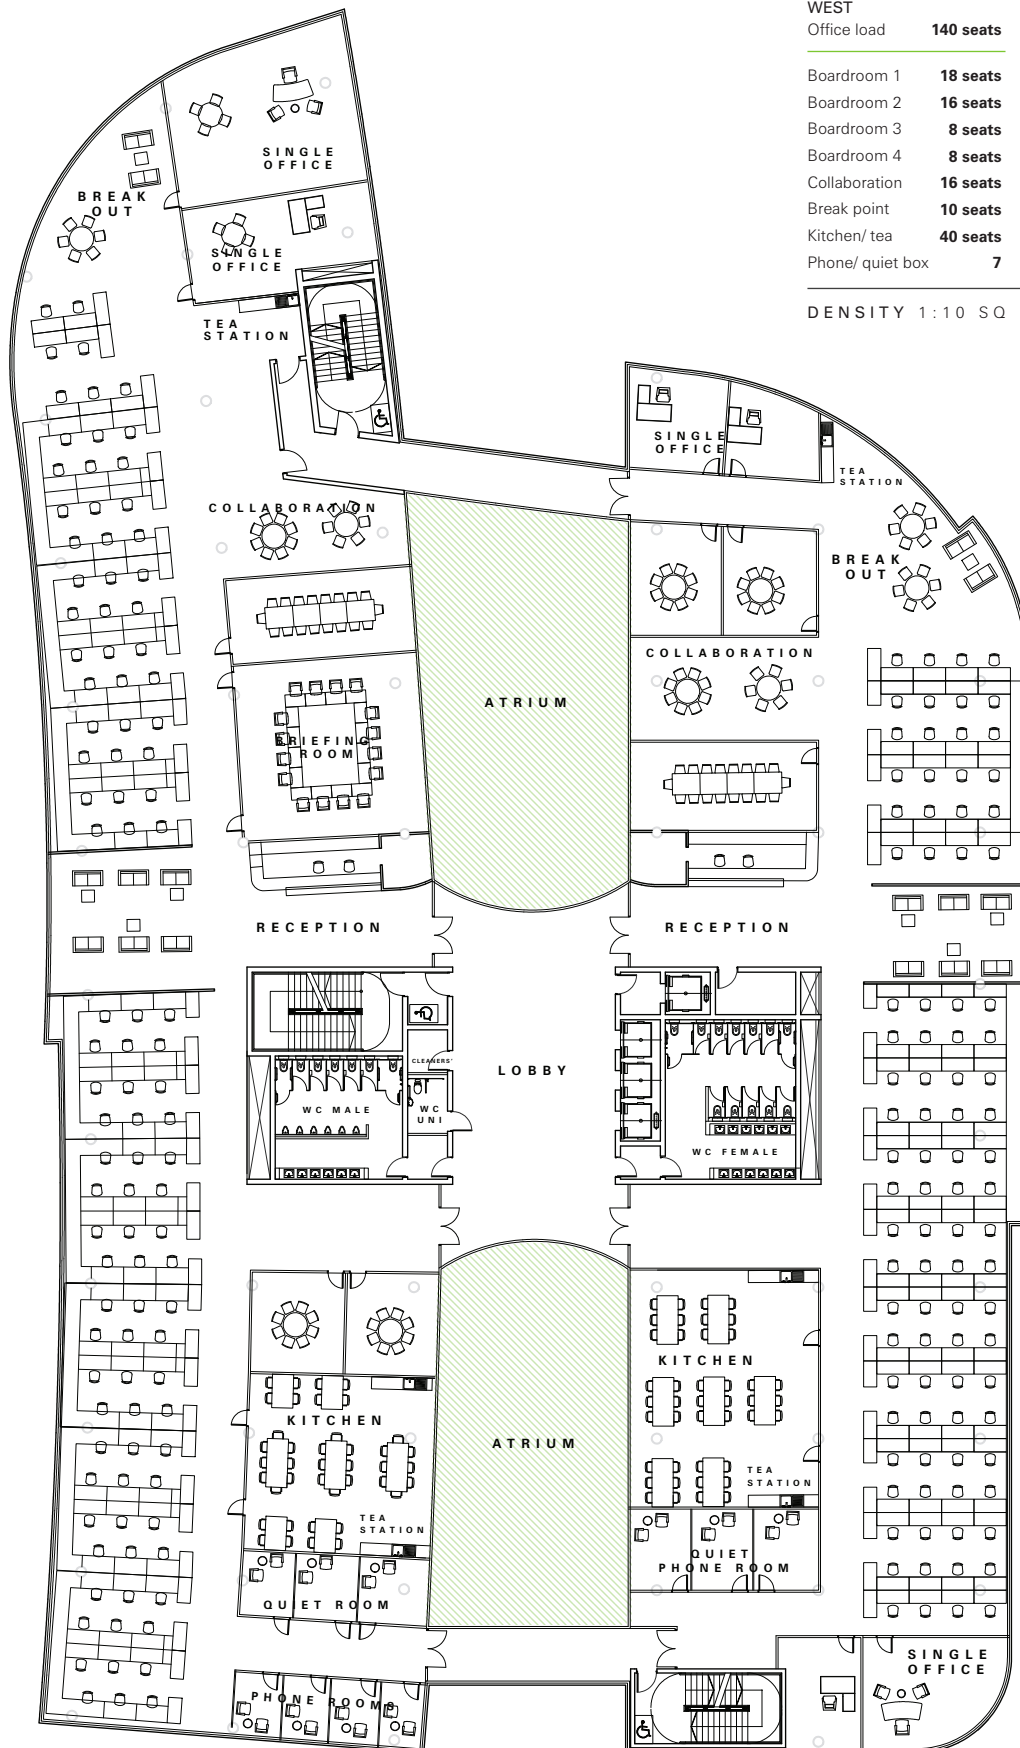 WEST
Office load 140 seats
Boardroom 1 18 seats
Boardroom 2 16 seats
Boardroom 3 8 seats
Boardroom 4 8 seats
Collaboration 16 seats
Break point 10 seats
Kitchen/ tea 40 seats
Phone/ quiet box 7
DENSITY 1:10 SQ
SINGLE
OFFICE
BREAK
OUT
SINGLE
OFFICE
TEA
STATION
SINGLE
OFFICE
TEA
STATION
COLLABORATION
BREAK
OUT
COLLABORATION
ATRIUM
BRIEFING
ROOM
RECEPTION
RECEPTION
CLEANERS'
LOBBY
WC MALE
WC
UNI
WC FEMALE
KITCHEN
KITCHEN
ATRIUM
TEA
STATION
TEA
STATION
QUIET
PHONE ROOM
QUIET ROOM
SINGLE
OFFICE
PHONE ROOMS